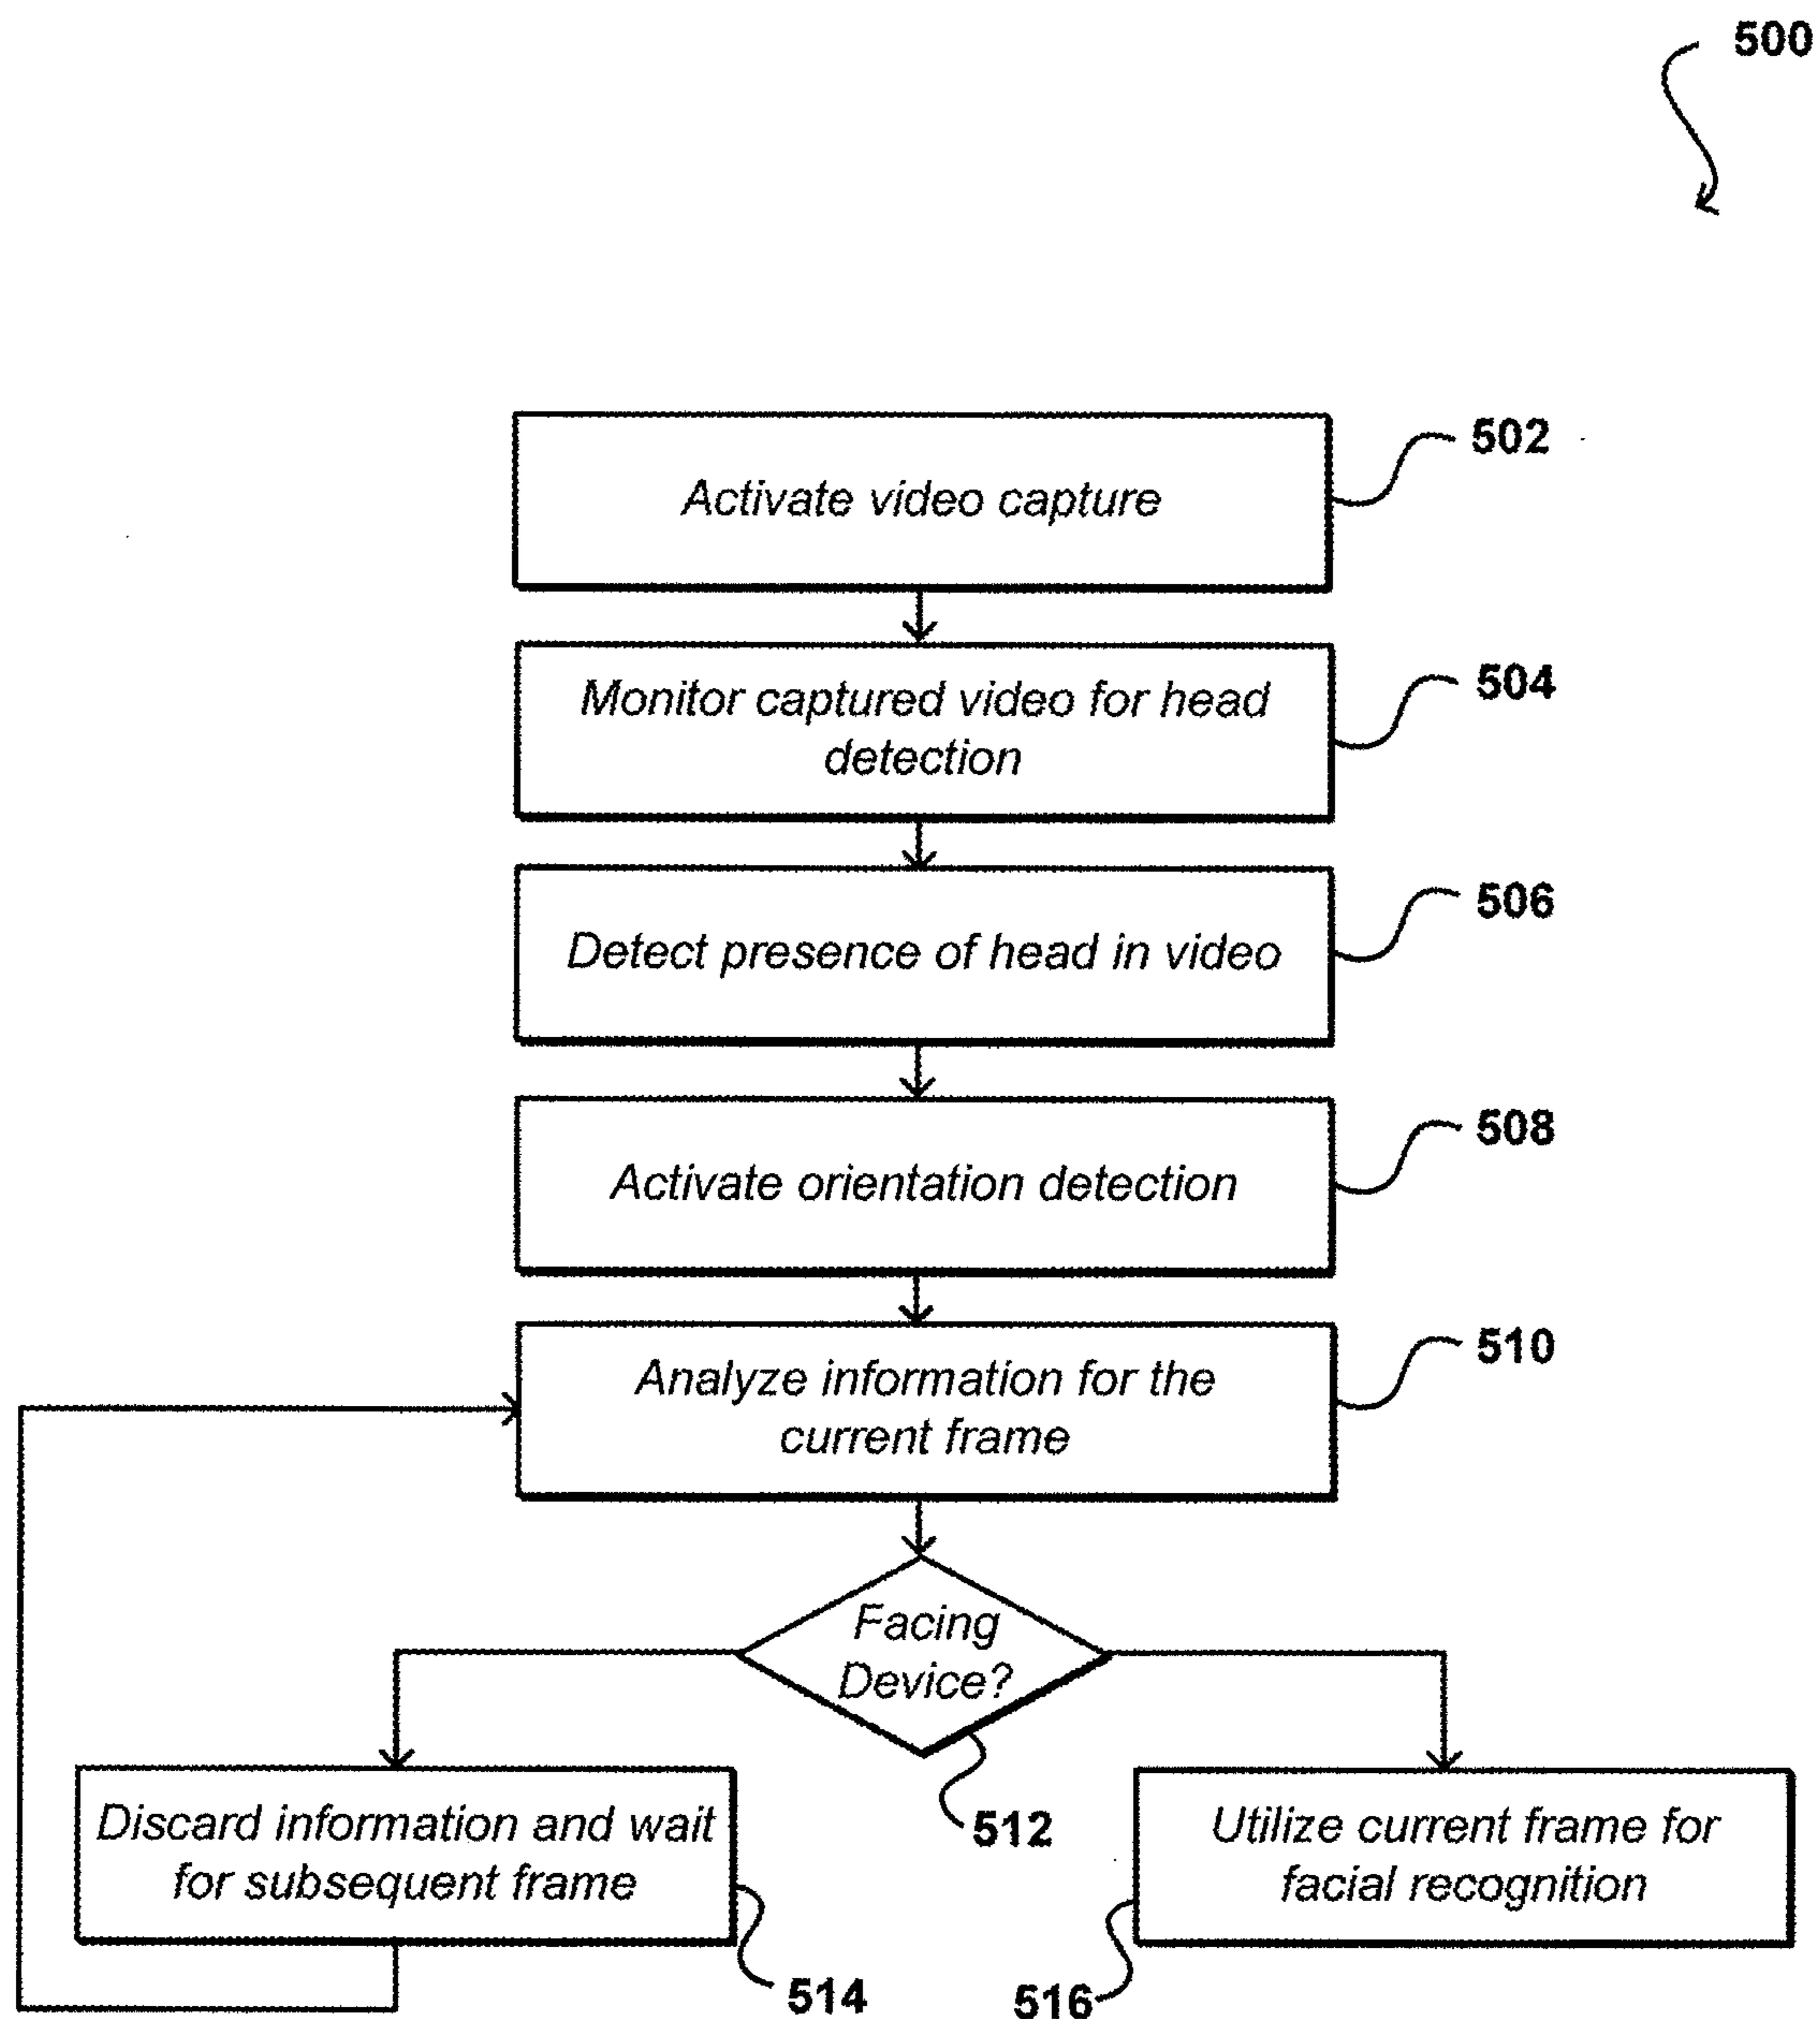 500
Activate video capture
502
Monitor captured video for head
detection
504
Detect presence of head in video
506
Activate orientation detection
508
Analyze information for the
current frame
510
Facing
Device?
512
Discard information and wait
for subsequent frame
514
Utilize current frame for
facial recognition
516